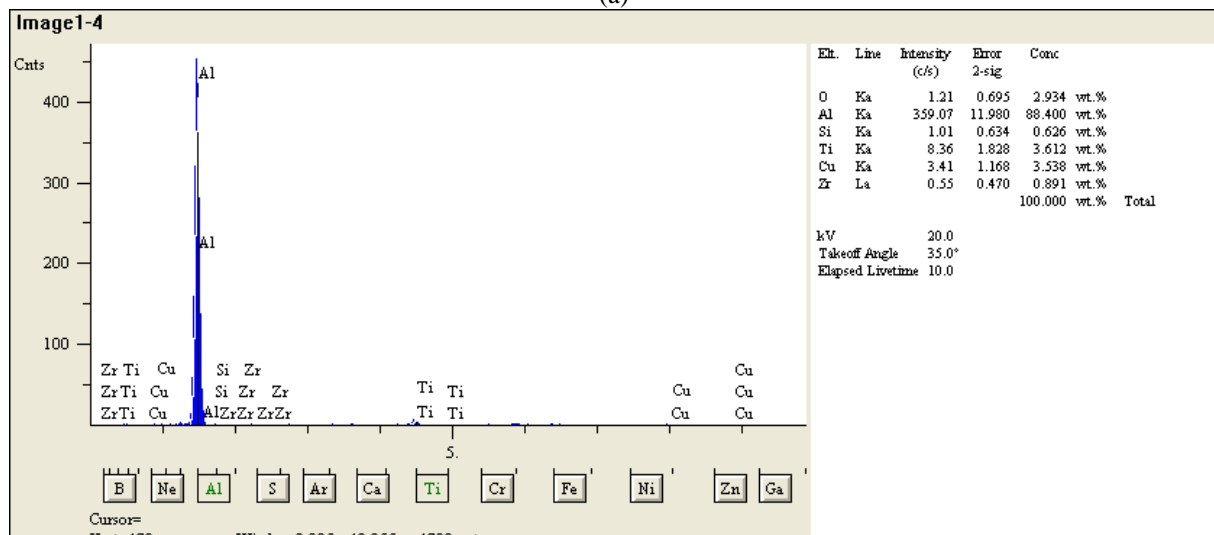 (a)
Image1-4
Cnts
400
300
200
100
Al
Al
Zr Ti Cu Si Zr Cu
Zr Ti Cu Si Zr Zr Ti Ti Cu Cu
Zr Ti Cu Al Zr Zr Zr Zr Ti Ti Cu Cu
5.
B Ne Al S Ar Ca Ti Cr Fe Ni Zn Ga
Cursor=
Elt. Line Intensity Error Conc
(c/s) 2-sig
O Ka 1.21 0.695 2.934 wt.%
Al Ka 359.07 11.980 88.400 wt.%
Si Ka 1.01 0.634 0.626 wt.%
Ti Ka 8.36 1.828 3.612 wt.%
Cu Ka 3.41 1.168 3.538 wt.%
Zr La 0.55 0.470 0.891 wt.%
100.000 wt.% Total
kV 20.0
Takeoff Angle 35.0°
Elapsed Livetime 10.0